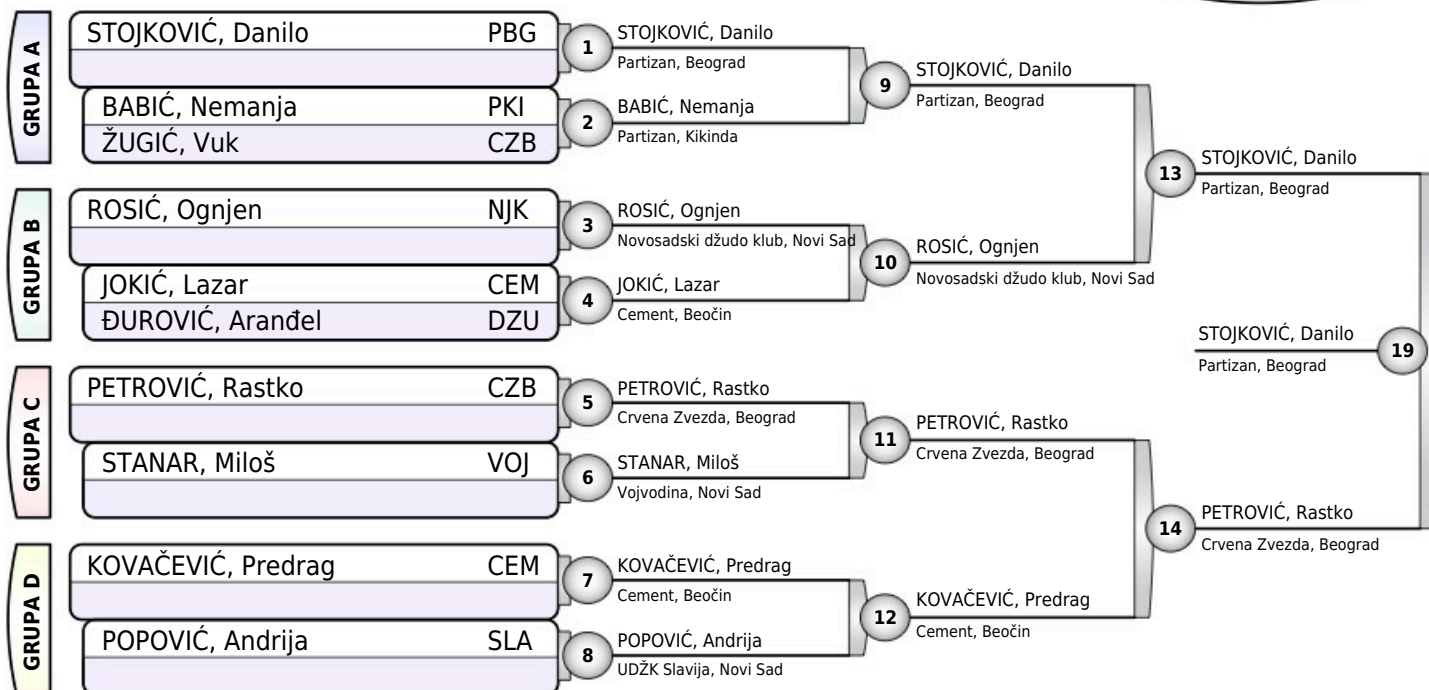 GRUPA A
STOJKOVIĆ, Danilo PBG
BABIĆ, Nemanja PKI
ŽUGIĆ, Vuk CZB
GRUPA B
ROSIĆ, Ognjen NJK
JOKIĆ, Lazar CEM
ĐUROVIĆ, Aranđel DZU
GRUPA C
PETROVIĆ, Rastko CZB
STANAR, Miloš VOJ
GRUPA D
KOVAČEVIĆ, Predrag CEM
POPOVIĆ, Andrija SLA
1
STOJKOVIĆ, Danilo
Partizan, Beograd
2
BABIĆ, Nemanja
Partizan, Kikinda
3
ROSIĆ, Ognjen
Novosadski džudo klub, Novi Sad
4
JOKIĆ, Lazar
Cement, Beočin
5
PETROVIĆ, Rastko
Crvena Zvezda, Beograd
6
STANAR, Miloš
Vojvodina, Novi Sad
7
KOVAČEVIĆ, Predrag
Cement, Beočin
8
POPOVIĆ, Andrija
UDŽK Slavija, Novi Sad
9
STOJKOVIĆ, Danilo
Partizan, Beograd
10
ROSIĆ, Ognjen
Novosadski džudo klub, Novi Sad
11
PETROVIĆ, Rastko
Crvena Zvezda, Beograd
12
KOVAČEVIĆ, Predrag
Cement, Beočin
13
STOJKOVIĆ, Danilo
Partizan, Beograd
14
PETROVIĆ, Rastko
Crvena Zvezda, Beograd
STOJKOVIĆ, Danilo
Partizan, Beograd
19